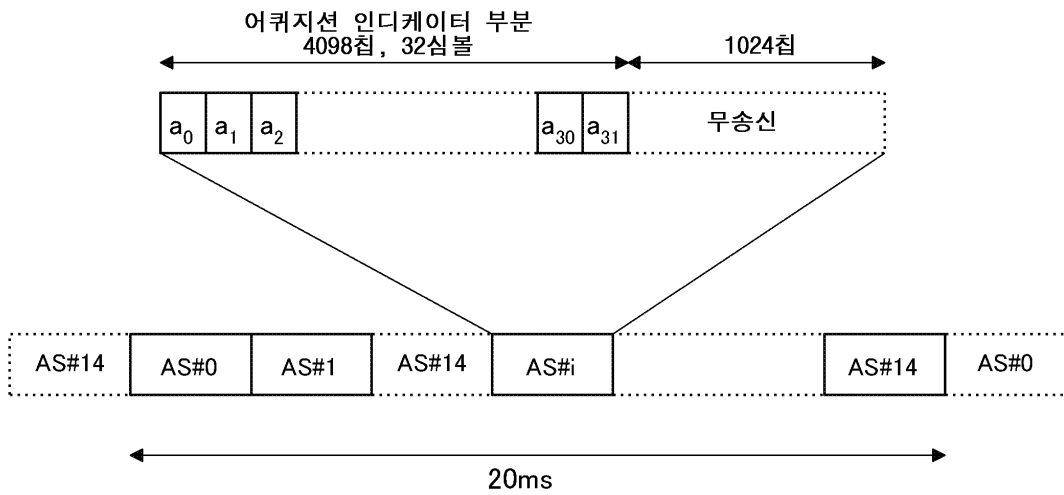 어퀴지션 인디케이터 부분
4098칩, 32심볼
1024칩
a0 a1 a2 a30 a31 무송신
AS#14 AS#0 AS#1 AS#14 AS#i AS#14 AS#0
20ms